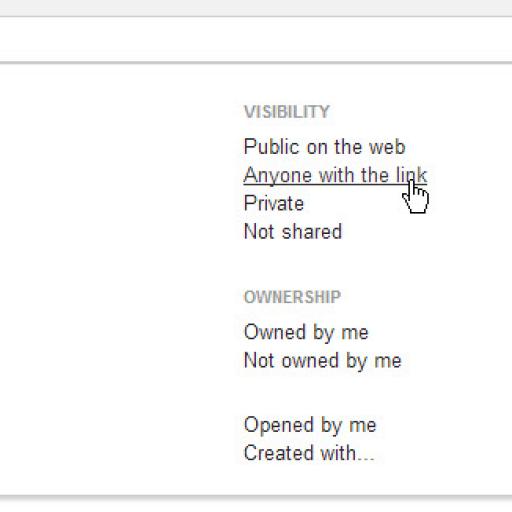 VISIBILITY
Public on the web
Anyone with the link
Private
Not shared
OWNERSHIP
Owned by me
Not owned by me
Opened by me
Created with...